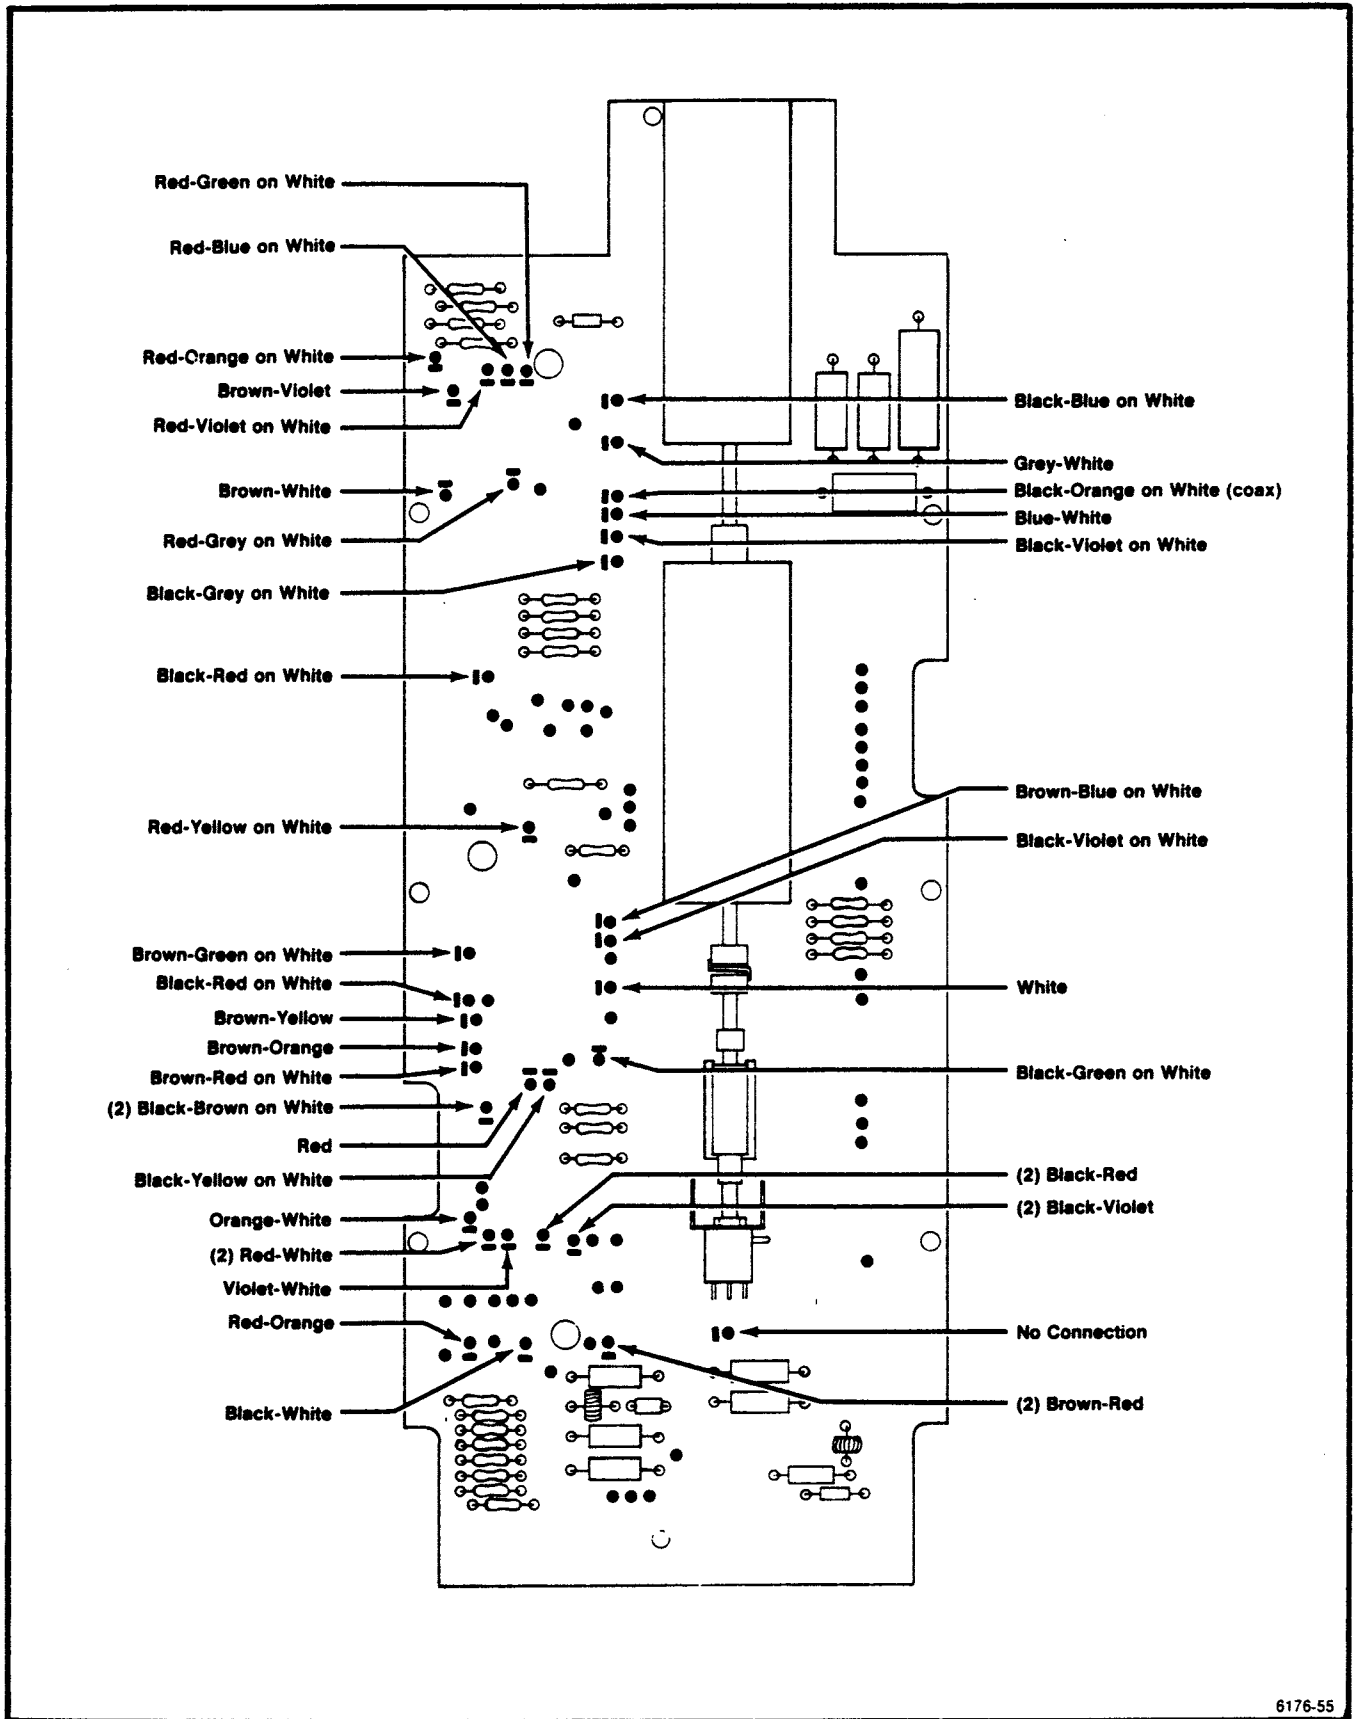 Red-Green on White
Red-Blue on White
Red-Orange on White
Brown-Violet
Red-Violet on White
Brown-White
Red-Grey on White
Black-Grey on White
Black-Red on White
Red-Yellow on White
Brown-Green on White
Black-Red on White
Brown-Yellow
Brown-Orange
Brown-Red on White
(2) Black-Brown on White
Red
Black-Yellow on White
Orange-White
(2) Red-White
Violet-White
Red-Orange
Black-White
Black-Blue on White
Grey-White
Black-Orange on White (coax)
Blue-White
Black-Violet on White
Brown-Blue on White
Black-Violet on White
White
Black-Green on White
(2) Black-Red
(2) Black-Violet
No Connection
(2) Brown-Red
6176-55